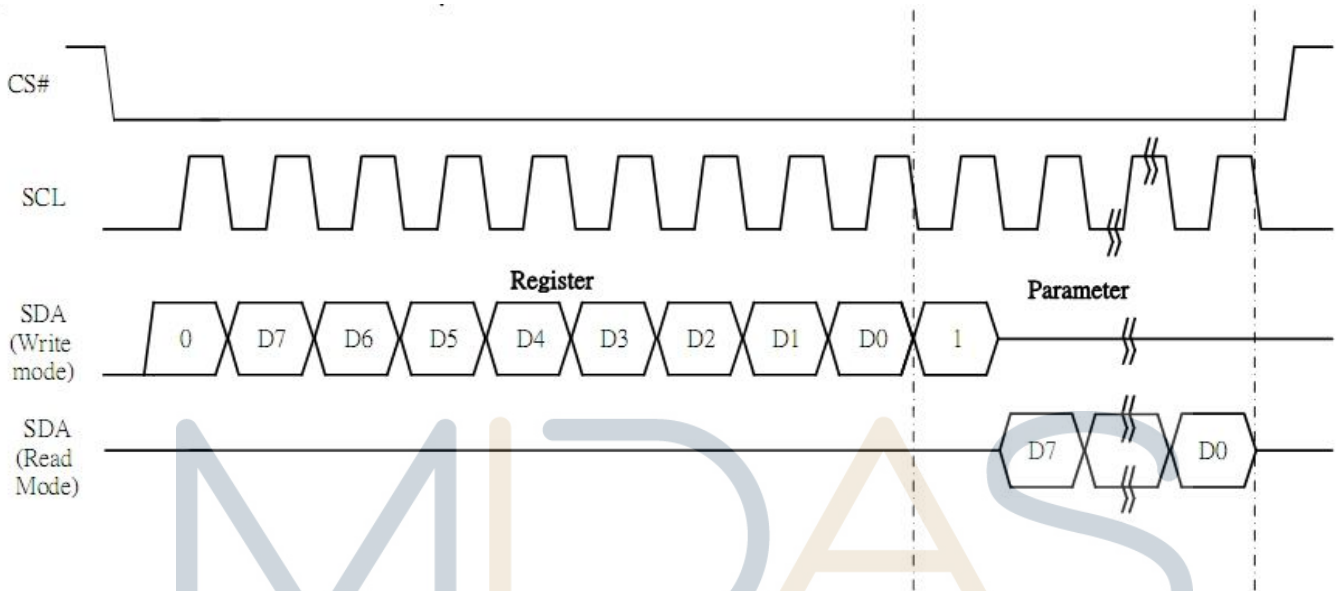 CS#
SCL
Register
Parameter
SDA
(Write
mode)
0 D7 D6 D5 D4 D3 D2 D1 D0 1
SDA
(Read
Mode)
D7 D0
MIDAS